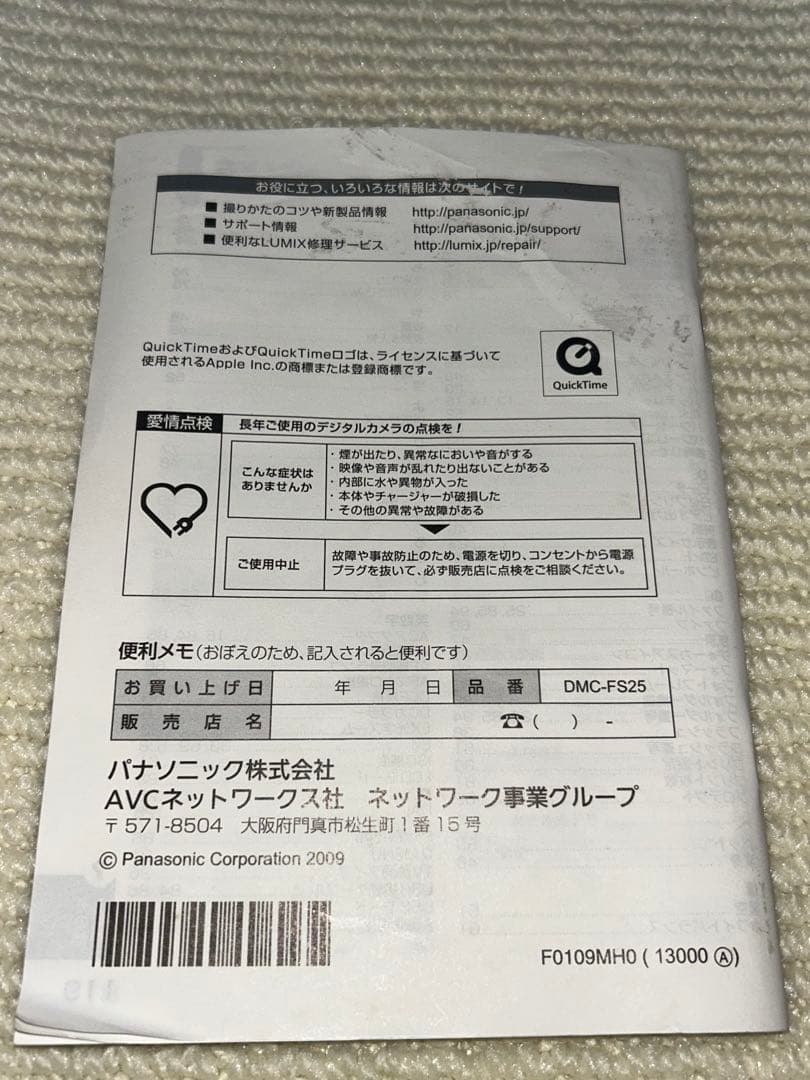 お役に立つ、いろいろな情報は次のサイトで!
■ 撮りかたのコツや新製品情報 http://panasonic.jp/
■ サポート情報 http://panasonic.jp/support/
■ 便利なLUMIX修理サービス http://lumix.jp/repair/
QuickTimeおよびQuickTimeロゴは、ライセンスに基づいて
使用されるApple Inc.の商標または登録商標です。
QuickTime
愛情点検 長年ご使用のデジタルカメラの点検を!
こんな症状は
ありませんか
・煙が出たり、異常なにおいや音がする
・映像や音声が乱れたり出ないことがある
・内部に水や異物が入った
・本体やチャージャーが破損した
・その他の異常や故障がある
ご使用中止
故障や事故防止のため、電源を切り、コンセントから電源
プラグを抜いて、必ず販売店に点検をご相談ください。
便利メモ(おぼえのため、記入されると便利です)
お買い上げ日 年 月 日 品番 DMC-FS25
販売店名 ☎( ) -
パナソニック株式会社
AVCネットワークス社 ネットワーク事業グループ
〒571-8504 大阪府門真市松生町1番15号
© Panasonic Corporation 2009
F0109MH0 ( 13000 Ⓐ)